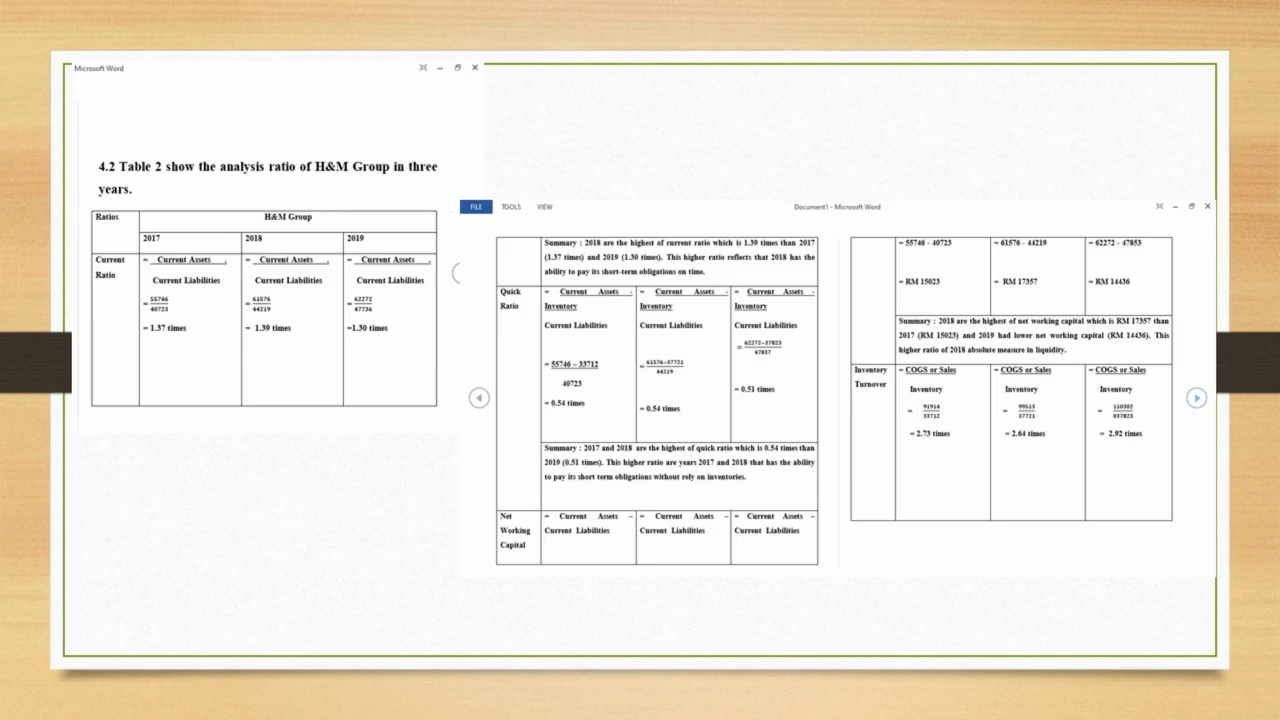 Microsoft Word
4.2 Table 2 show the analysis ratio of H&M Group in three
years.
Ratios H&M Group
2017 2018 2019
Current = Current Assets . = Current Assets . = Current Assets .
Ratio Current Liabilities Current Liabilities Current Liabilities
= 55746 / 40723 = 61576 / 44219 = 62272 / 47736
= 1.37 times = 1.39 times =1.30 times
FILE TOOLS VIEW Document1 - Microsoft Word
Summary : 2018 are the highest of current ratio which is 1.39 times than 2017
(1.37 times) and 2019 (1.30 times). This higher ratio reflects that 2018 has the
ability to pay its short-term obligations on time.
Quick = Current Assets - = Current Assets - = Current Assets -
Ratio Inventory Inventory Inventory
Current Liabilities Current Liabilities Current Liabilities
= 55746 – 33712 = 61576−37721 = 62272−37823
40723 44219 47837
= 0.54 times = 0.54 times = 0.51 times
Summary : 2017 and 2018 are the highest of quick ratio which is 0.54 times than
2019 (0.51 times). This higher ratio are years 2017 and 2018 that has the ability
to pay its short term obligations without rely on inventories.
Net = Current Assets – = Current Assets – = Current Assets –
Working Current Liabilities Current Liabilities Current Liabilities
Capital
= 55746 - 40723 = 61576 - 44219 = 62272 - 47853
= RM 15023 = RM 17357 = RM 14436
Summary : 2018 are the highest of net working capital which is RM 17357 than
2017 (RM 15023) and 2019 had lower net working capital (RM 14436). This
higher ratio of 2018 absolute measure in liquidity.
Inventory = COGS or Sales = COGS or Sales = COGS or Sales
Turnover Inventory Inventory Inventory
= 91914 / 33712 = 99513 / 37721 = 110302 / 037823
= 2.73 times = 2.64 times = 2.92 times